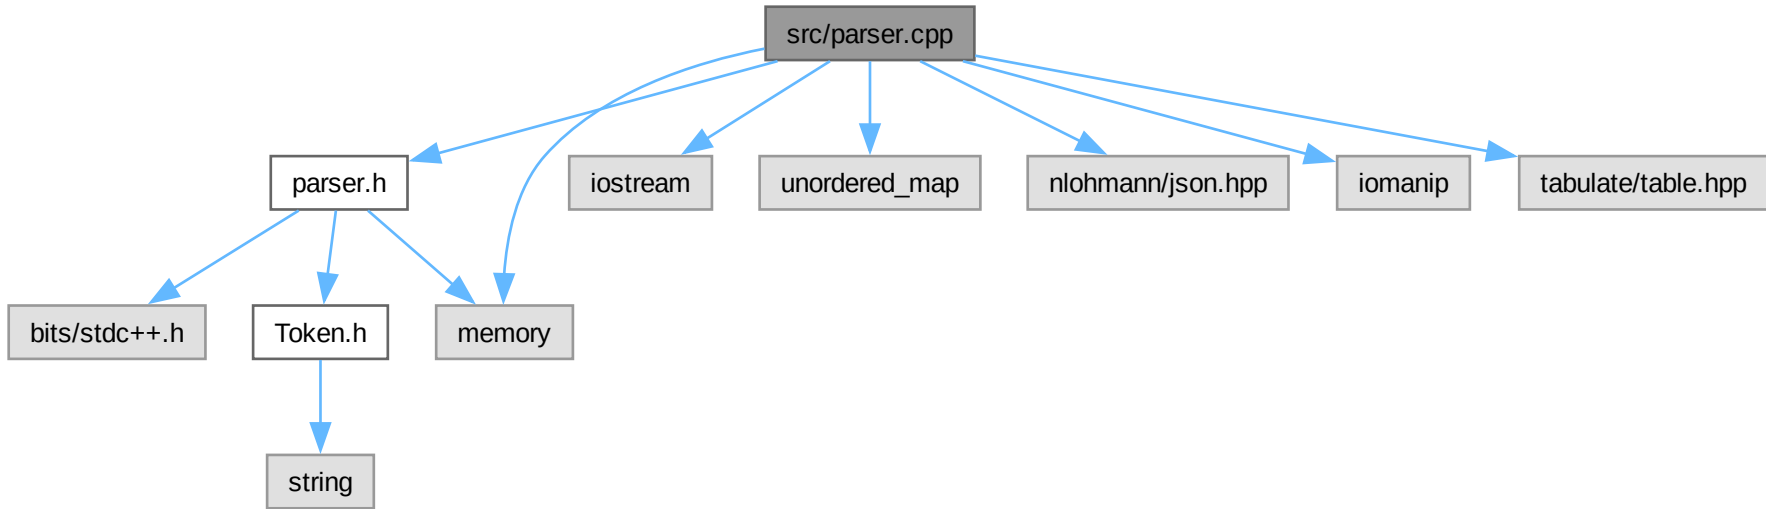 src/parser.cpp
parser.h
iostream
unordered_map
nlohmann/json.hpp
iomanip
tabulate/table.hpp
bits/stdc++.h
Token.h
memory
string